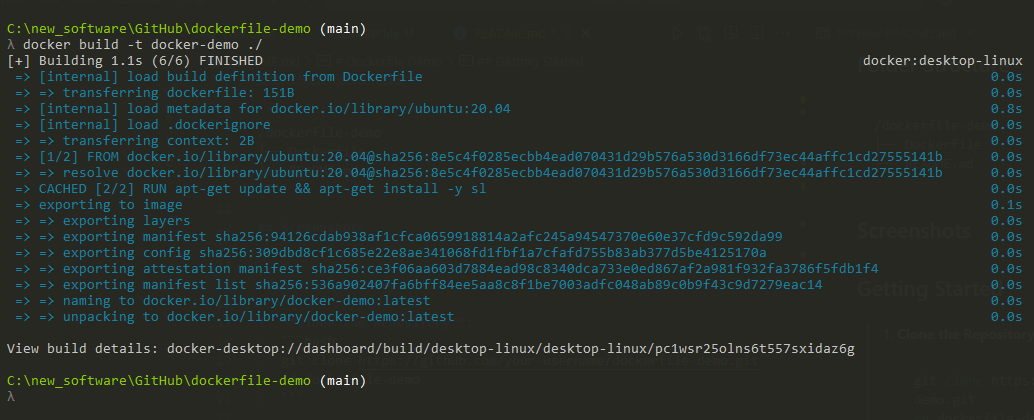 C:\new_software\GitHub\dockerfile-demo (main)
λ docker build -t docker-demo ./
[+] Building 1.1s (6/6) FINISHED docker:desktop-linux
=> [internal] load build definition from Dockerfile 0.0s
=> => transferring dockerfile: 151B 0.0s
=> [internal] load metadata for docker.io/library/ubuntu:20.04 0.8s
=> [internal] load .dockerignore 0.0s
=> => transferring context: 2B 0.0s
=> [1/2] FROM docker.io/library/ubuntu:20.04@sha256:8e5c4f0285ecbb4ead070431d29b576a530d3166df73ec44affc1cd27555141b 0.0s
=> => resolve docker.io/library/ubuntu:20.04@sha256:8e5c4f0285ecbb4ead070431d29b576a530d3166df73ec44affc1cd27555141b 0.0s
=> CACHED [2/2] RUN apt-get update && apt-get install -y sl 0.0s
=> exporting to image 0.1s
=> => exporting layers 0.0s
=> => exporting manifest sha256:94126cdab938af1cfca0659918814a2afc245a94547370e60e37cfd9c592da99 0.0s
=> => exporting config sha256:309dbd8cf1c685e22e8ae341068fd1fbf1a7cfafd755b83ab377d5be4125170a 0.0s
=> => exporting attestation manifest sha256:ce3f06aa603d7884ead98c8340dca733e0ed867af2a981f932fa3786f5fdb1f4 0.0s
=> => exporting manifest list sha256:536a902407fa6bff84ee5aa8c8f1be7003adfc048ab89c0b9f43c9d7279eac14 0.0s
=> => naming to docker.io/library/docker-demo:latest 0.0s
=> => unpacking to docker.io/library/docker-demo:latest 0.0s
View build details: docker-desktop://dashboard/build/desktop-linux/desktop-linux/pc1wsr25olns6t557sxidaz6g
C:\new_software\GitHub\dockerfile-demo (main)
λ
Screenshots
Getting Starte
Clone the Repository